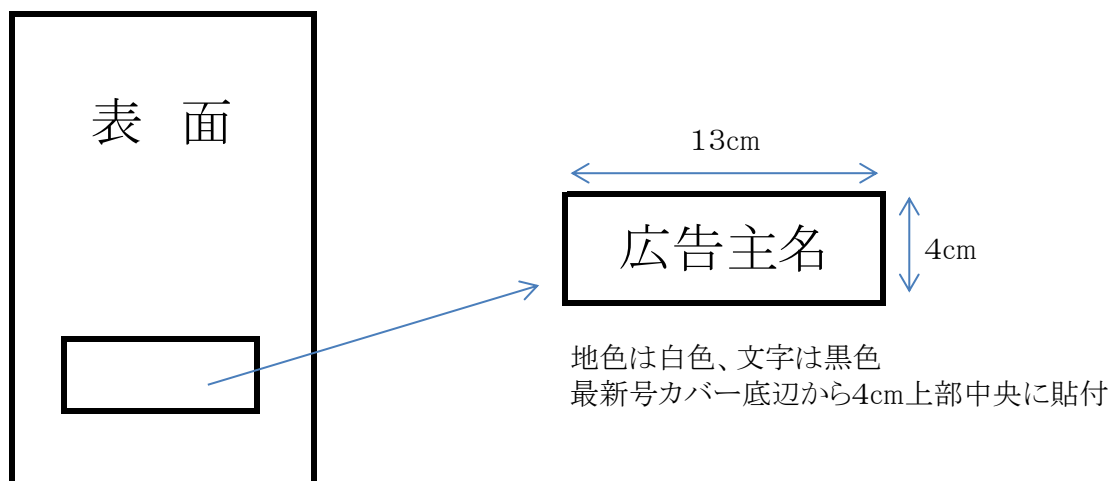 表　面
13cm
広告主名
4cm
地色は白色、文字は黒色
最新号カバー底辺から4cm上部中央に貼付